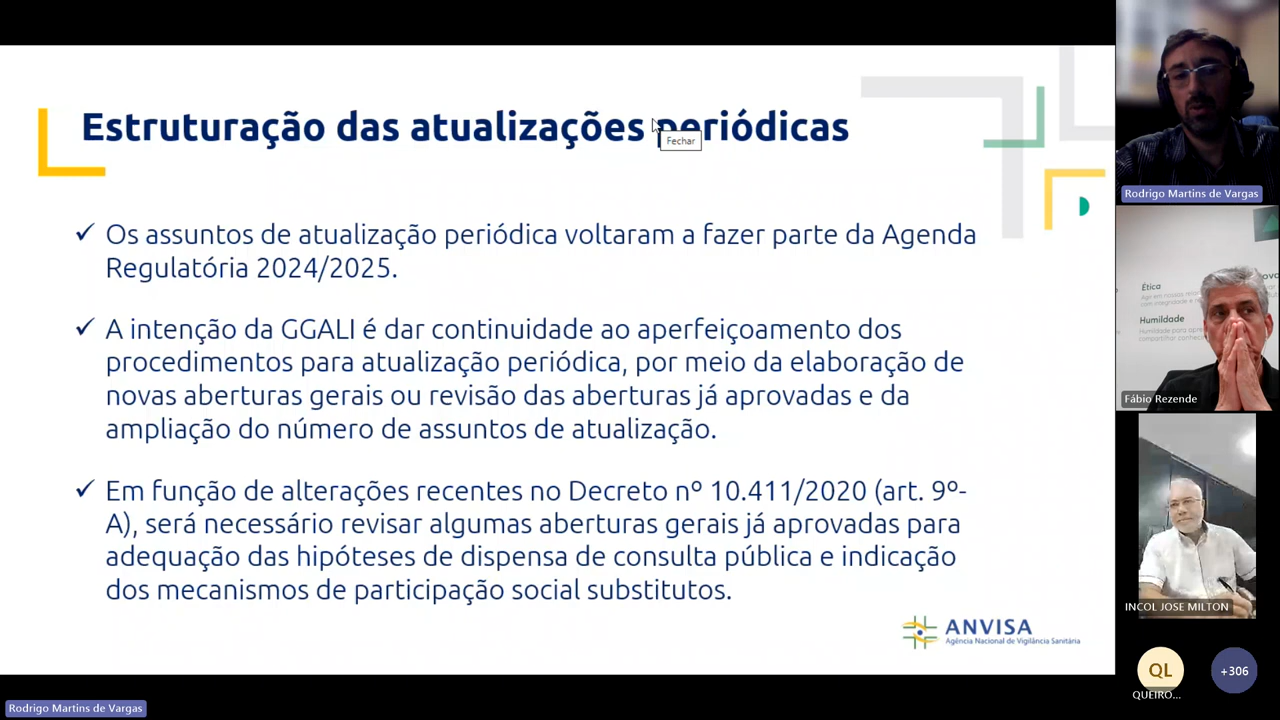 Estruturação das atualizações periódicas
Fechar
Os assuntos de atualização periódica voltaram a fazer parte da Agenda
Regulatória 2024/2025.
A intenção da GGALI é dar continuidade ao aperfeiçoamento dos
procedimentos para atualização periódica, por meio da elaboração de
novas aberturas gerais ou revisão das aberturas já aprovadas e da
ampliação do número de assuntos de atualização.
Em função de alterações recentes no Decreto nº 10.411/2020 (art. 9º-
A), será necessário revisar algumas aberturas gerais já aprovadas para
adequação das hipóteses de dispensa de consulta pública e indicação
dos mecanismos de participação social substitutos.
ANVISA
Agência Nacional de Vigilância Sanitária
Rodrigo Martins de Vargas
Ética
Humildade
Fábio Rezende
INCOL JOSE MILTON
QL
QUEIRO...
+306
Rodrigo Martins de Vargas